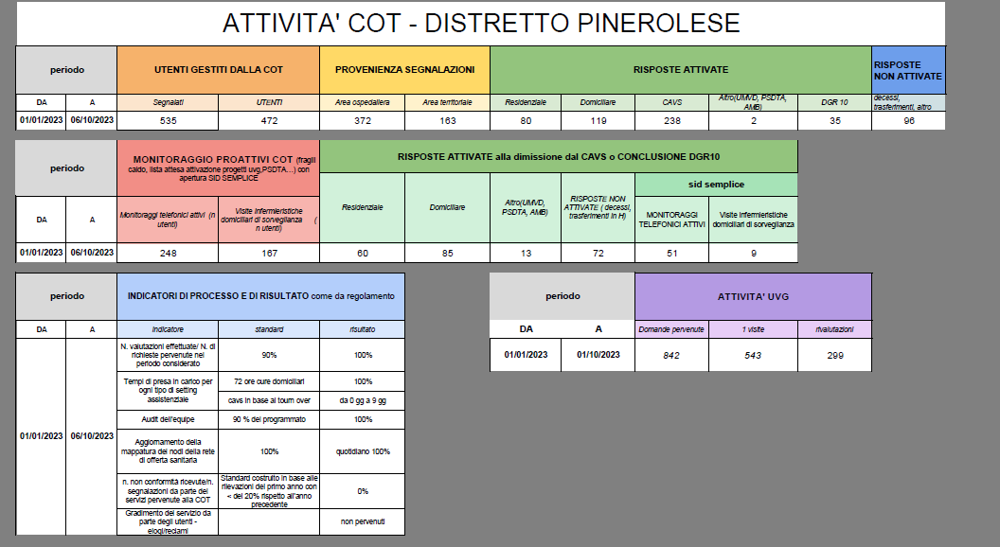 ATTIVITA' COT - DISTRETTO PINEROLESE
periodo
UTENTI GESTITI DALLA COT
PROVENIENZA SEGNALAZIONI
RISPOSTE ATTIVATE
RISPOSTE
NON ATTIVATE
DA
A
Segnalati
UTENTI
Area ospedaliera
Area territoriale
Residenziale
Domiciliare
CAVS
Altro(UMVD, PSDTA,
AMB)
DGR 10
decessi,
trasferimenti, altro
01/01/2023
06/10/2023
535
472
372
163
80
119
238
2
35
96
periodo
MONITORAGGIO PROATTIVI COT (fragili
caldo, lista attesa attivazione progetti uvg,PSDTA…) con
apertura SID SEMPLICE
RISPOSTE ATTIVATE alla dimissione dal CAVS o CONCLUSIONE DGR10
Residenziale
Domiciliare
Altro(UMVD,
PSDTA, AMB)
RISPOSTE NON
ATTIVATE ( decessi,
trasferimenti in H)
sid semplice
DA
A
Monitoraggi telefonici attivi (n
utenti)
Visite infiermieristiche
domiciliari di sorveglianza (
n utenti)
MONITORAGGI
TELEFONICI ATTIVI
Visite infermieristiche
domiciliari di sorveglianza
01/01/2023
06/10/2023
248
167
60
85
13
72
51
9
periodo
INDICATORI DI PROCESSO E DI RISULTATO come da regolamento
DA
A
indicatore
standard
risultato
01/01/2023
06/10/2023
N. valutazioni effettuate/ N. di
richieste pervenute nel
periodo considerato
90%
100%
Tempi di presa in carico per
ogni tipo di setting
assistenziale
72 ore cure domiciliari
100%
cavs in base al tourn over
da 0 gg a 9 gg
Audit dell'equipe
90 % del programmato
100%
Aggiornamento della
mappatura dei nodi della rete
di offerta sanitaria
100%
quotidiano 100%
n. non conformità ricevute/n.
segnalazioni da parte dei
servizi pervenute alla COT
Standard costruito in base alle
rilevazioni del primo anno con
< del 20% rispetto all'anno
precedente
0%
Gradimento del servizio da
parte degli utenti -
elogi/reclami
non pervenuti
periodo
ATTIVITA' UVG
DA
A
Domande pervenute
1 visite
rivalutazioni
01/01/2023
01/10/2023
842
543
299